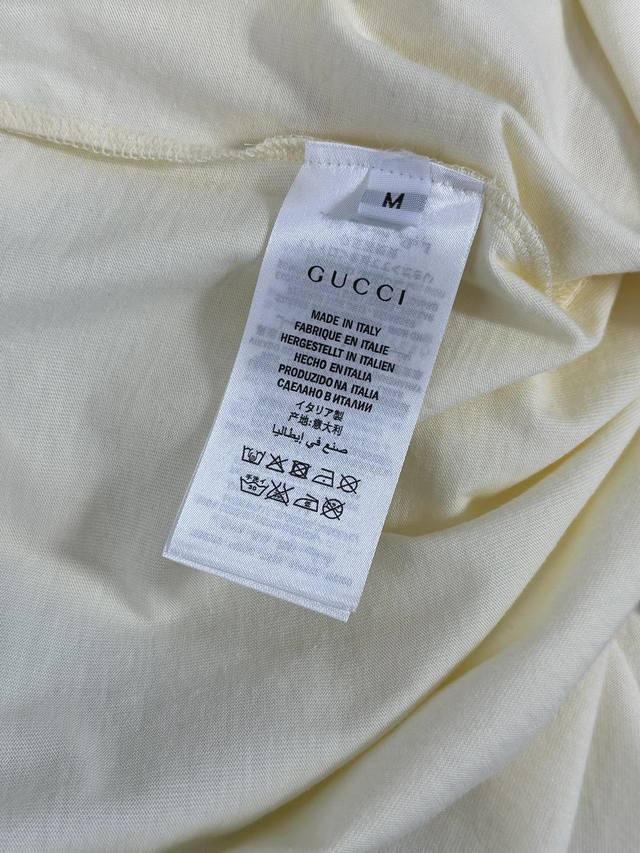 M
GUCCI
MADE IN ITALY
FABRIQUE EN ITALIE
HERGESTELLT IN ITALIEN
HECHO EN ITALIA
PRODUZIDO NA ITALIA
СДЕЛАНО В ИТАЛИИ
イタリア製
产地:意大利
صنع في إيطاليا